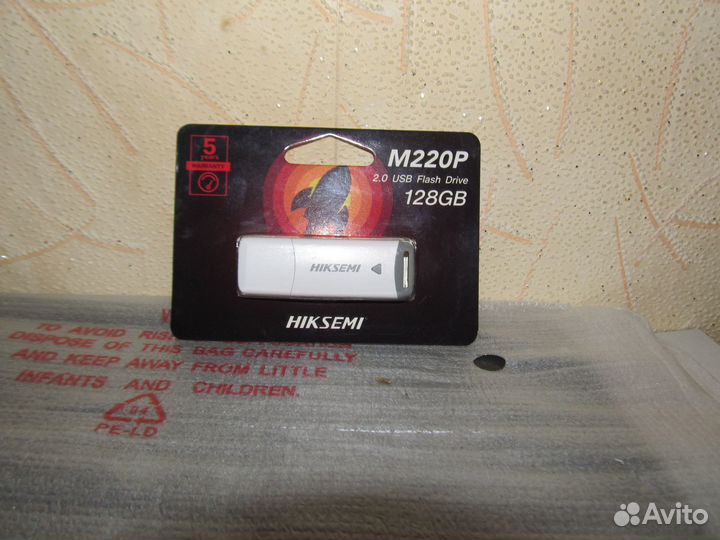 5
years
WARRANTY
M220P
2.0 USB Flash Drive
128GB
HIKSEMI
HIKSEMI
TO AVOID RIS
DISPOSE OF THIS BAG CAREFULLY
AND KEEP AWAY FROM LITTLE
INFANTS AND CHILDREN.
04
PE-LD
Avito